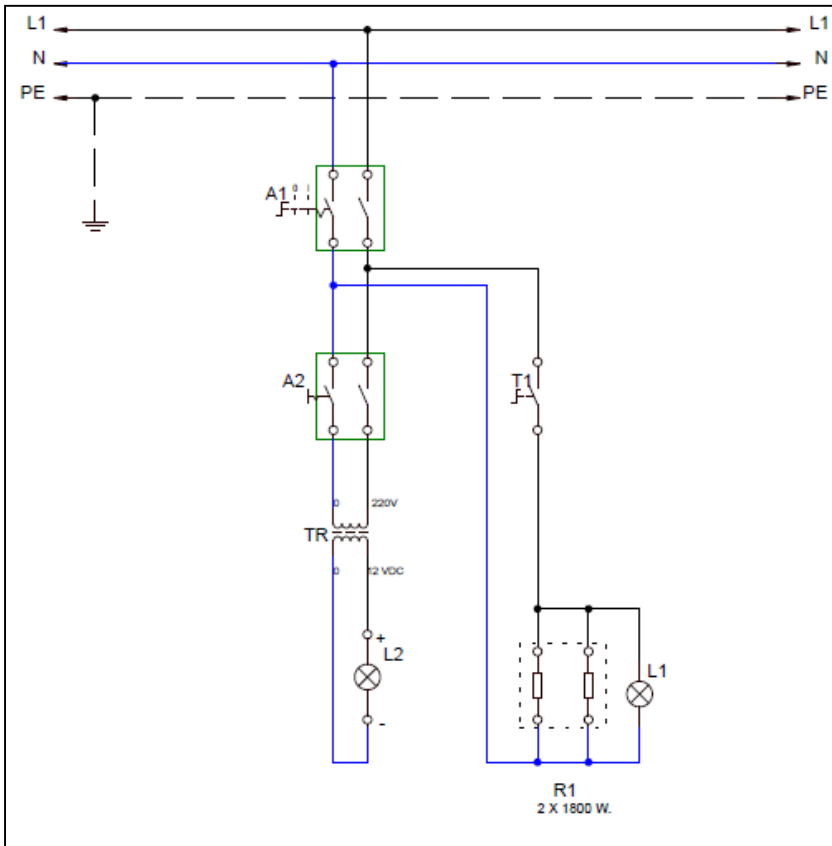 L1 L1
N N
PE PE
A1 0 I
A2 T1
0 220V
TR
0 12 VDC
+
L2
L1
-
R1
2 X 1800 W.